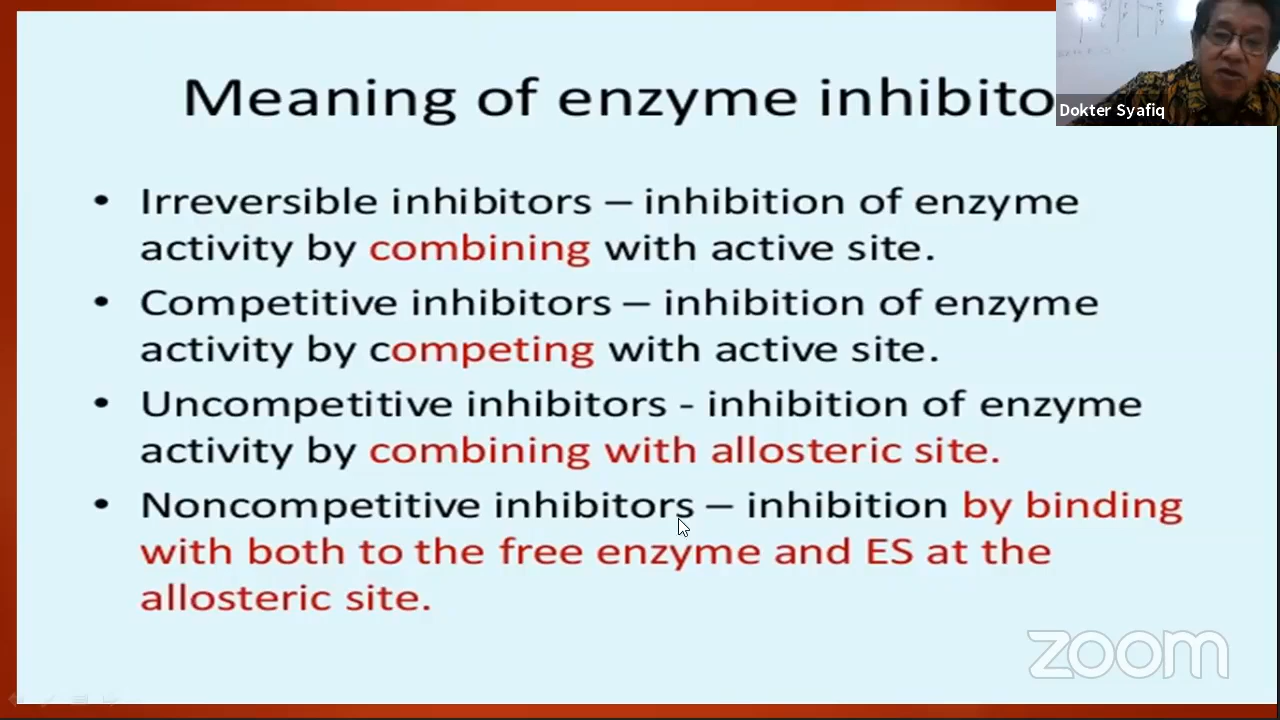 Meaning of enzyme inhibito
Dokter Syafiq
• Irreversible inhibitors – inhibition of enzyme
activity by combining with active site.
• Competitive inhibitors – inhibition of enzyme
activity by competing with active site.
• Uncompetitive inhibitors - inhibition of enzyme
activity by combining with allosteric site.
• Noncompetitive inhibitors – inhibition by binding
with both to the free enzyme and ES at the
allosteric site.
zoom